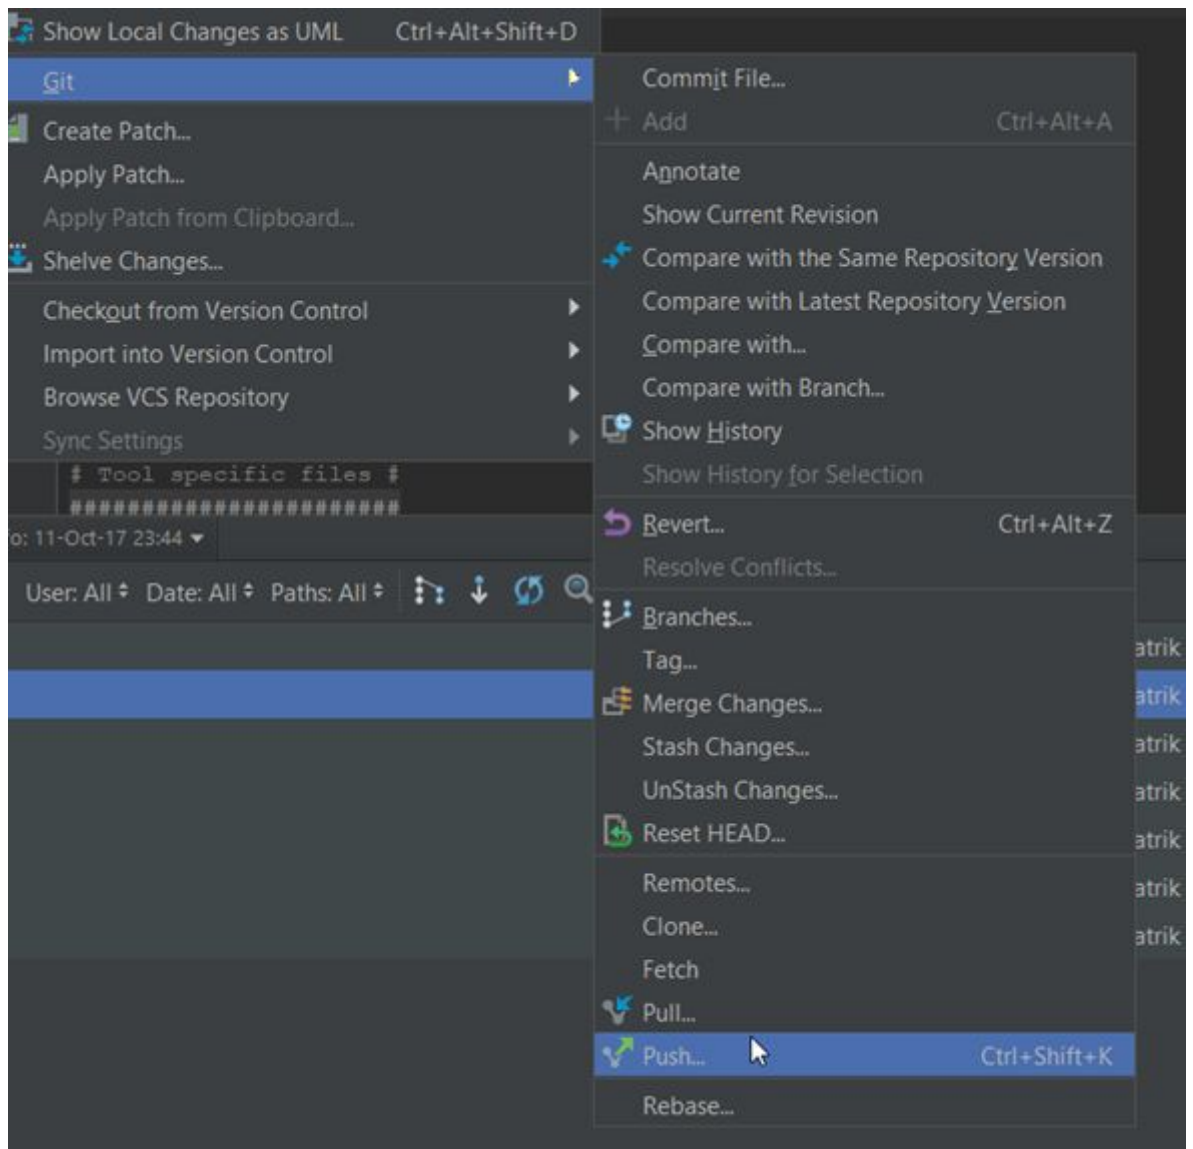 Show Local Changes as UML Ctrl+Alt+Shift+D
Git
Create Patch...
Apply Patch...
Apply Patch from Clipboard...
Shelve Changes...
Checkout from Version Control
Import into Version Control
Browse VCS Repository
Sync Settings
# Tool specific files #
#######################
o: 11-Oct-17 23:44
User: All Date: All Paths: All
Commit File...
Add Ctrl+Alt+A
Annotate
Show Current Revision
Compare with the Same Repository Version
Compare with Latest Repository Version
Compare with...
Compare with Branch...
Show History
Show History for Selection
Revert... Ctrl+Alt+Z
Resolve Conflicts...
Branches...
Tag...
Merge Changes...
Stash Changes...
UnStash Changes...
Reset HEAD...
Remotes...
Clone...
Fetch
Pull...
Push... Ctrl+Shift+K
Rebase...
atrik
atrik
atrik
atrik
atrik
atrik
atrik